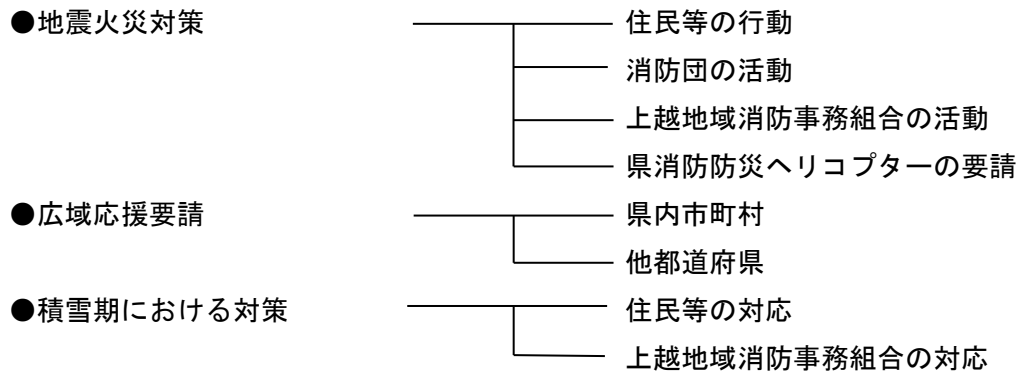 ●地震火災対策 住民等の行動
消防団の活動
上越地域消防事務組合の活動
県消防防災ヘリコプターの要請
●広域応援要請 県内市町村
他都道府県
●積雪期における対策 住民等の対応
上越地域消防事務組合の対応